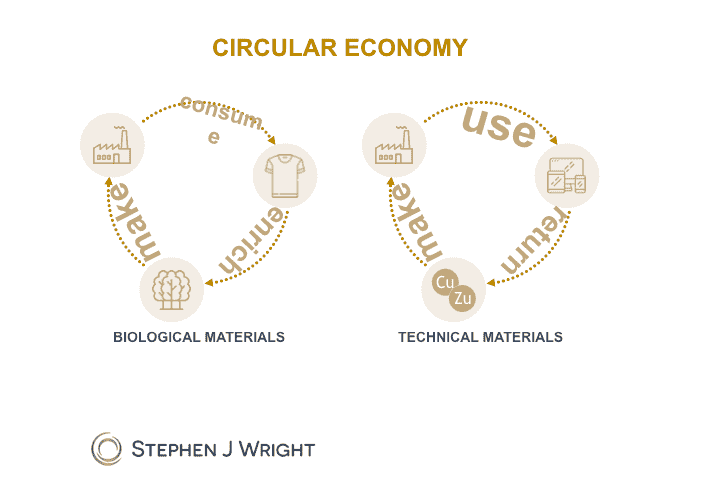 CIRCULAR ECONOMY
consum
e
enrich
make
BIOLOGICAL MATERIALS
use
return
make
Cu
Zu
TECHNICAL MATERIALS
STEPHEN J WRIGHT